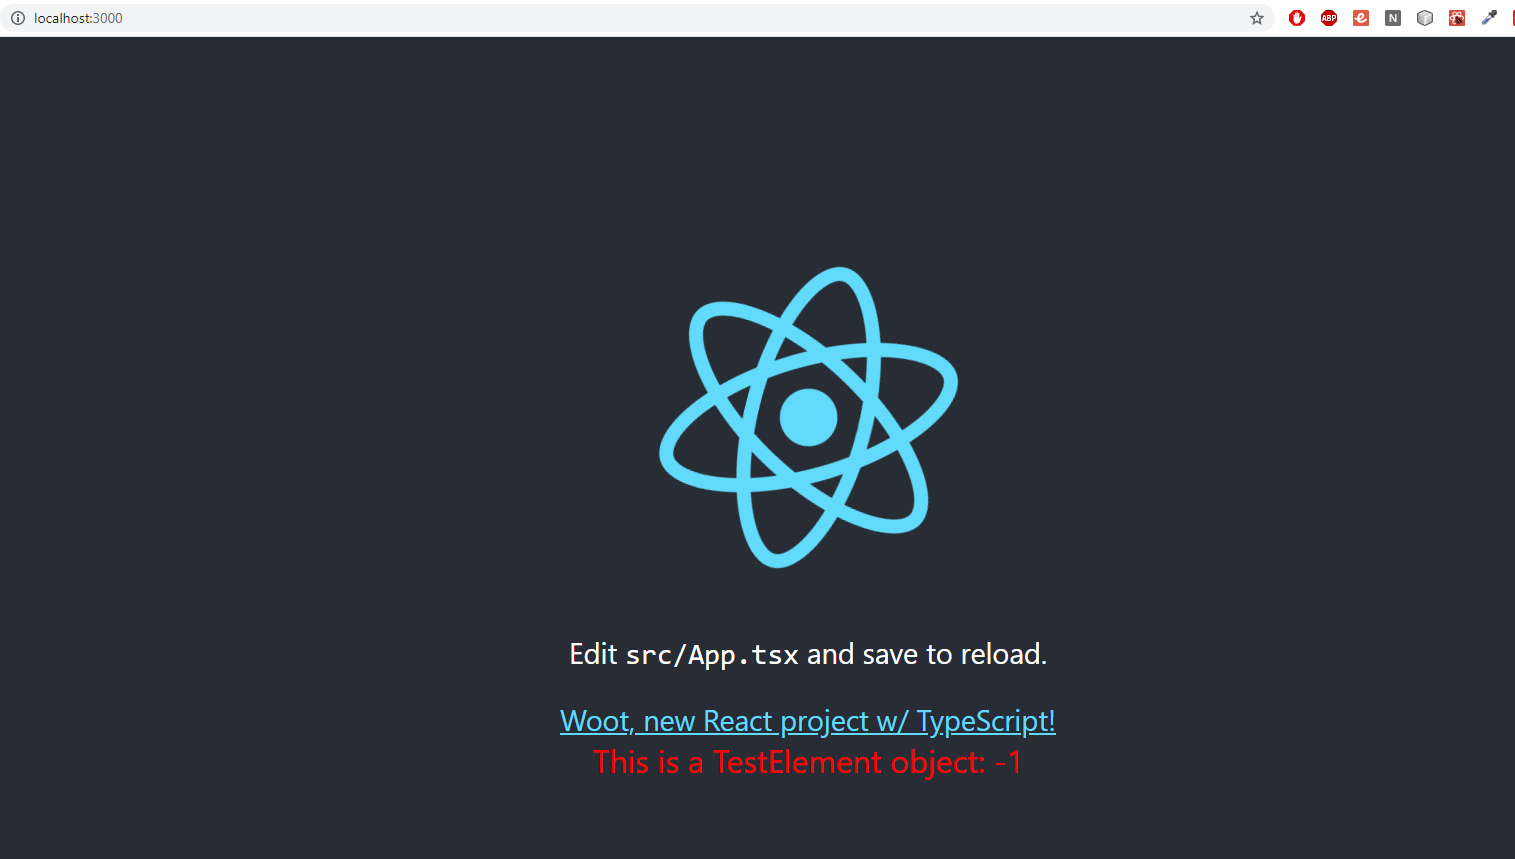 localhost:3000
ABP
N
Edit src/App.tsx and save to reload.
Woot, new React project w/ TypeScript!
This is a TestElement object: -1